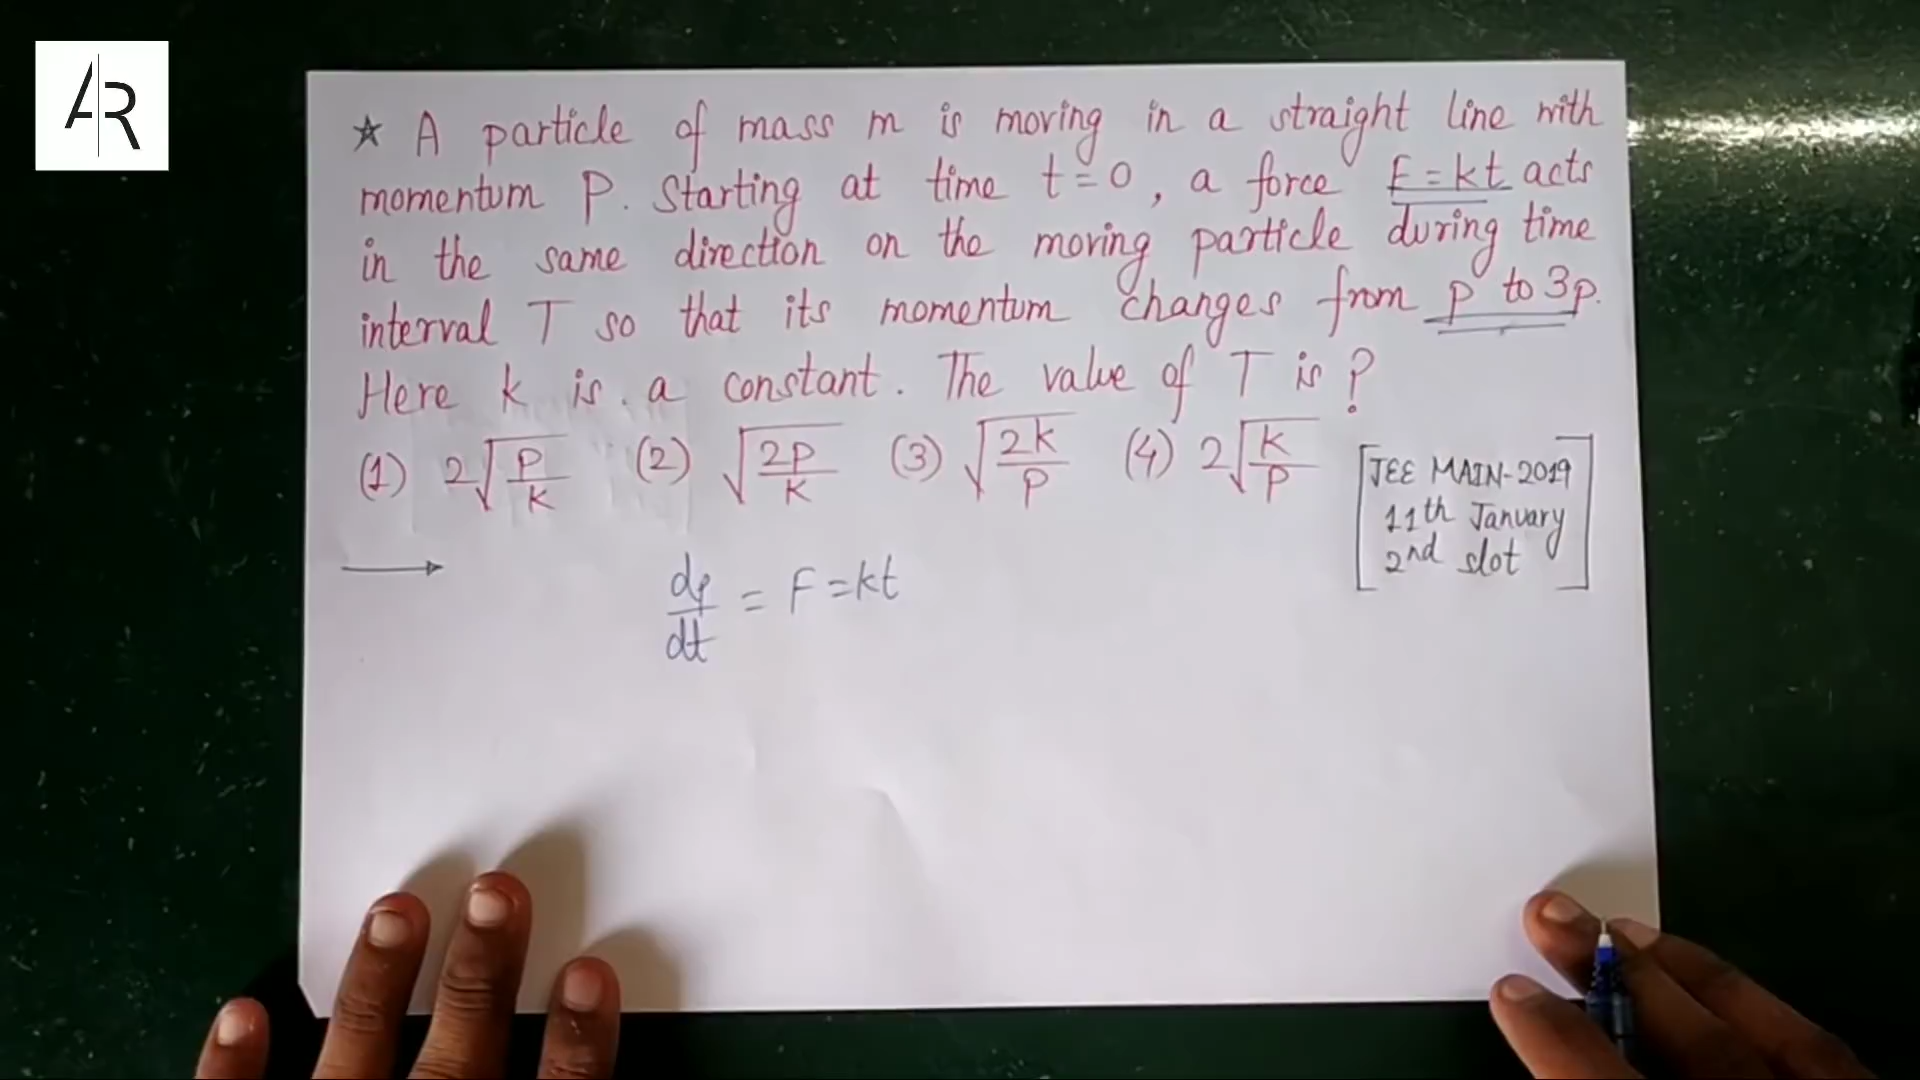 AR
☆ A particle of mass m is moving in a straight line with
momentum P. Starting at time t=0, a force F=kt acts
in the same direction on the moving particle during time
interval T so that its momentum changes from p to 3p.
Here k is a constant. The value of T is ?
(1) 2√(P/K) (2) √(2P/K) (3) √(2K/P) (4) 2√(K/P)
[JEE MAIN-2019
11th January
2nd slot]
→ dp/dt = F=kt